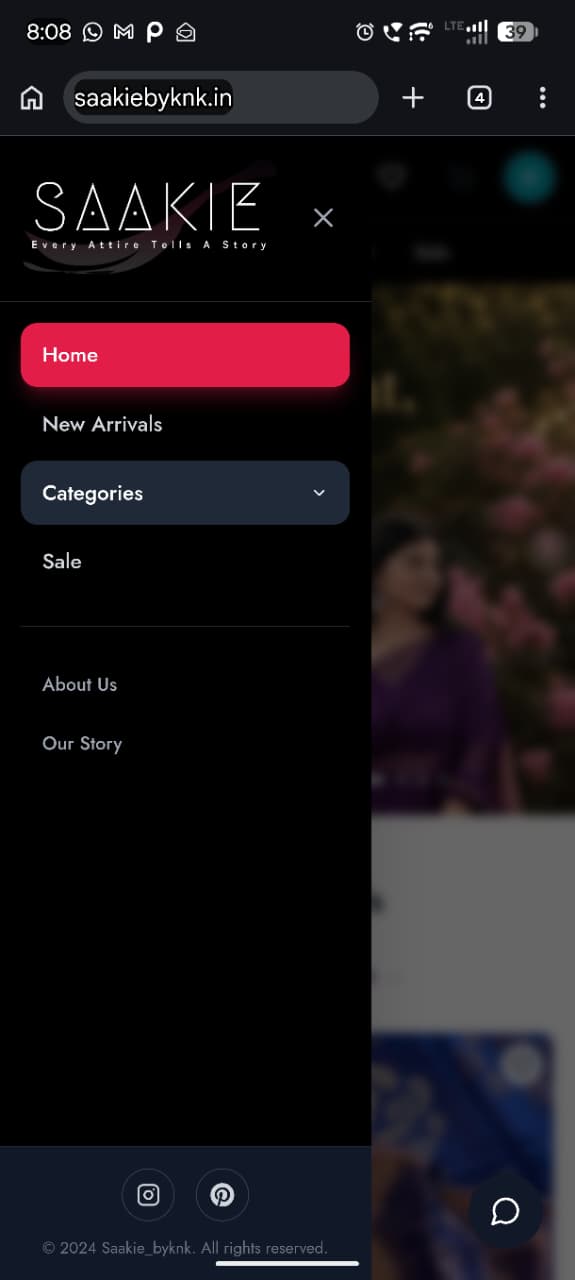 8:08
LTE
39
saakiebyknk.in
4
SAAKIE
Every Attire Tells A Story
Home
New Arrivals
Categories
Sale
About Us
Our Story
© 2024 Saakie_byknk. All rights reserved.